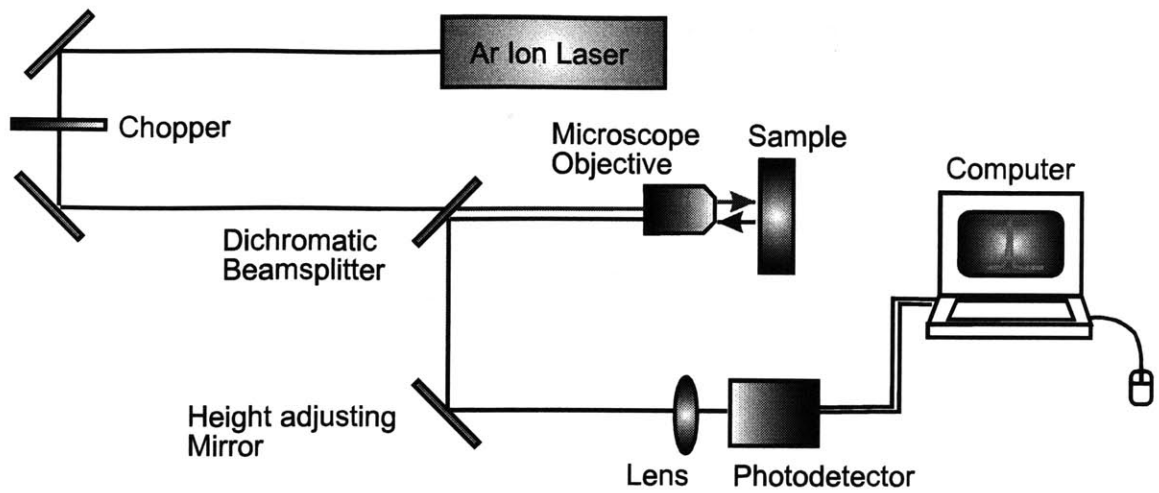 Ar Ion Laser
Chopper
Microscope
Objective
Sample
Computer
Dichromatic
Beamsplitter
Height adjusting
Mirror
Lens
Photodetector